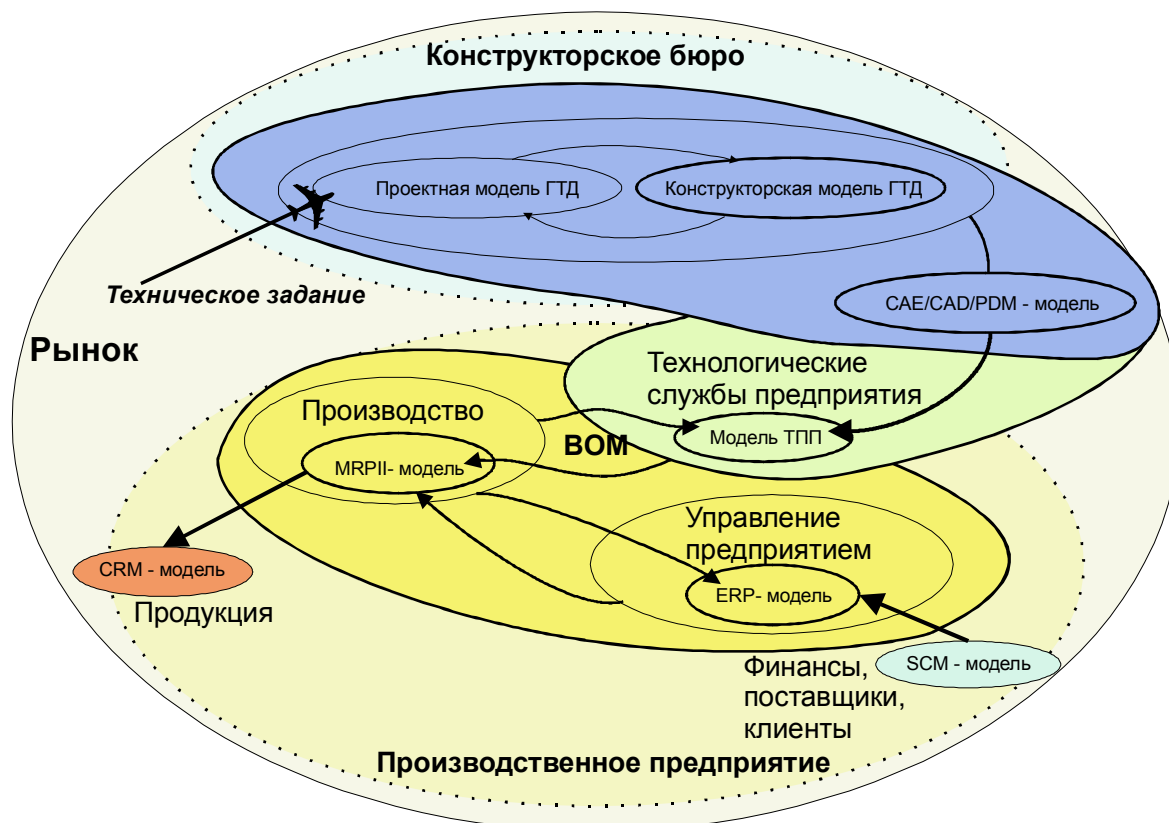 Конструкторское бюро
Проектная модель ГТД
Конструкторская модель ГТД
Техническое задание
CAE/CAD/PDM - модель
Рынок
Технологические
службы предприятия
Производство
Модель ТПП
BOM
MRPII- модель
Управление
предприятием
CRM - модель
ERP- модель
Продукция
SCM - модель
Финансы,
поставщики,
клиенты
Производственное предприятие